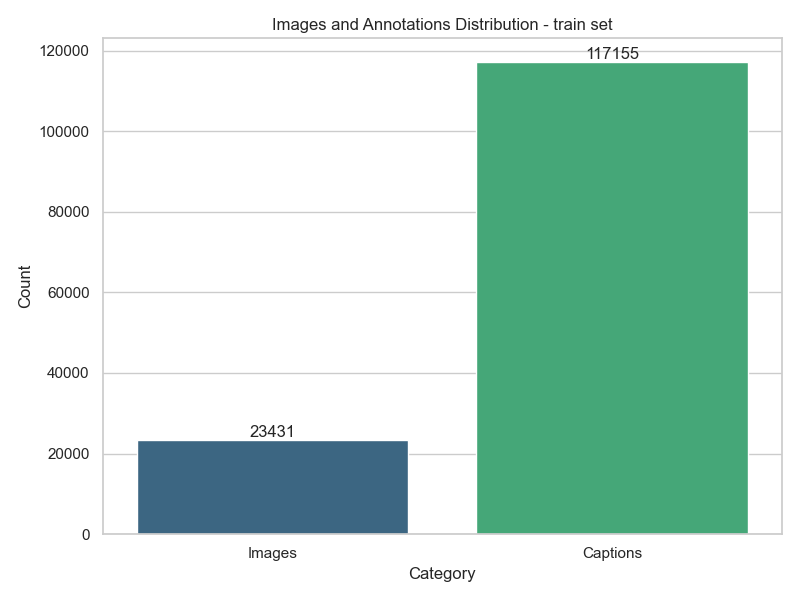 Images and Annotations Distribution - train set
120000
117155
100000
80000
60000
Count
40000
23431
20000
0
Images
Captions
Category